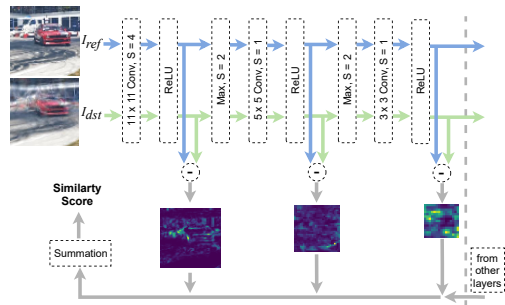 I_ref
I_dst
11 x 11 Conv, S = 4
ReLU
Max, S = 2
5 x 5 Conv, S = 1
ReLU
Max, S = 2
3 x 3 Conv, S = 1
ReLU
-
-
-
Similarty
Score
Summation
from
other
layers